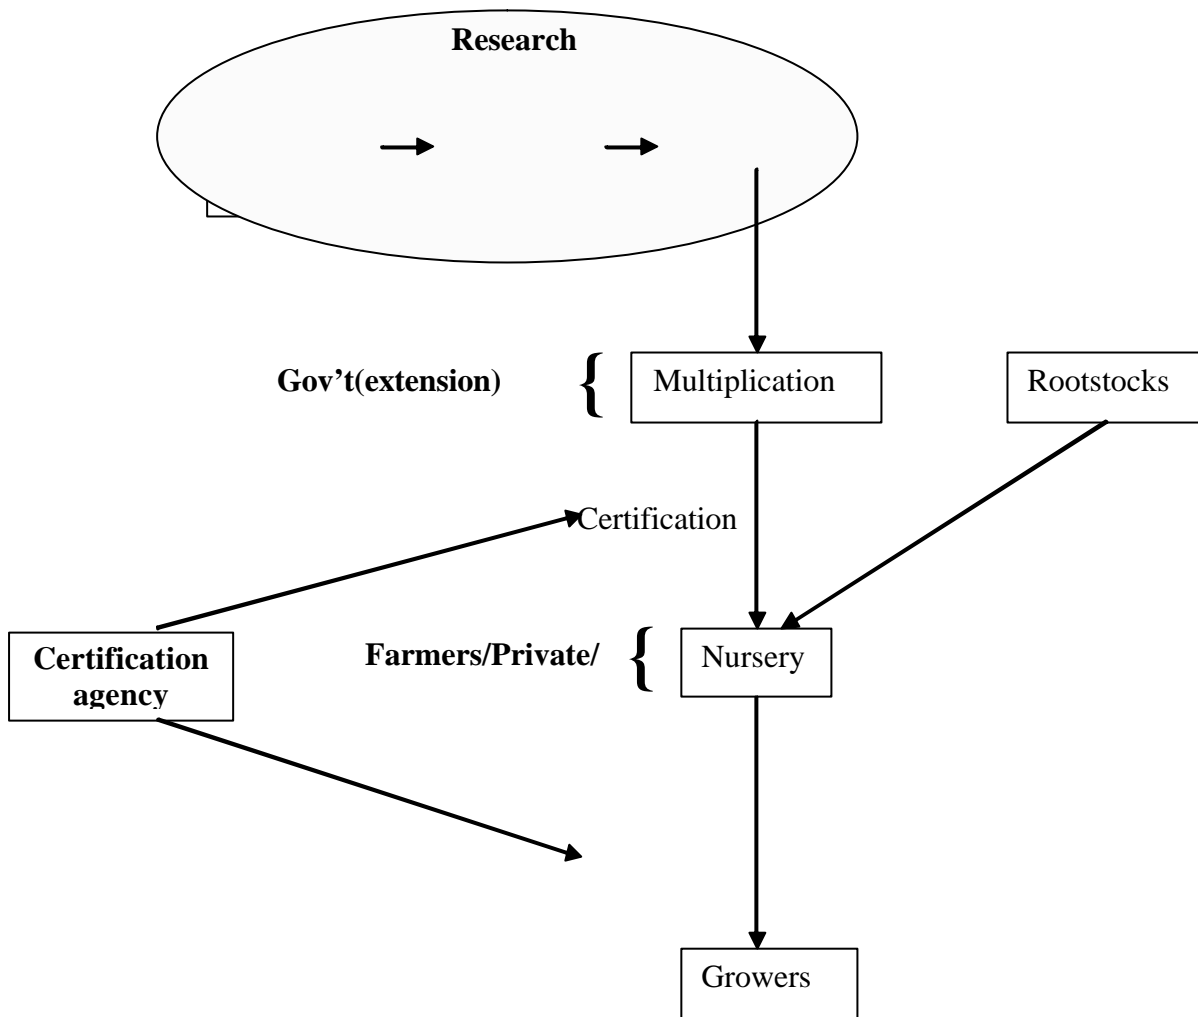 Research
Gov't(extension)
{
Multiplication
Rootstocks
Certification
Certification
agency
Farmers/Private/
{
Nursery
Growers